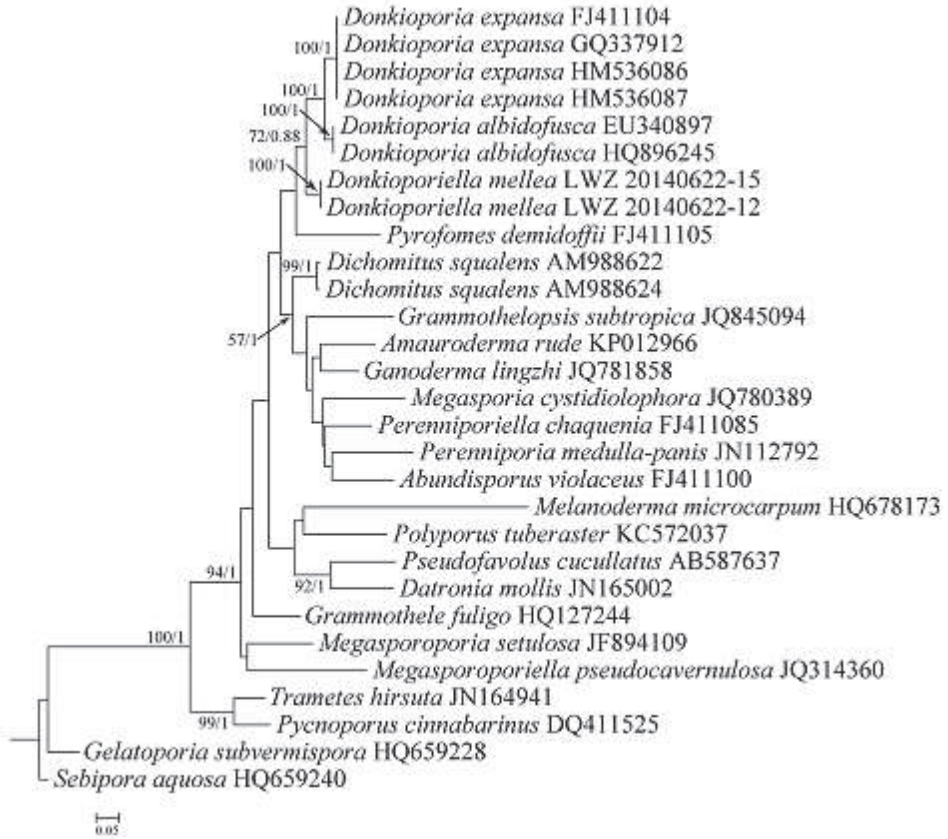 Donkioporia expansa FJ411104
Donkioporia expansa GQ337912
100/1
Donkioporia expansa HM536086
100/1
Donkioporia expansa HM536087
100/1
Donkioporia albidofusca EU340897
72/0.88
Donkioporia albidofusca HQ896245
100/1
Donkioporiella mellea LWZ 20140622-15
Donkioporiella mellea LWZ 20140622-12
Pyrofomes demidoffii FJ411105
99/1
Dichomitus squalens AM988622
Dichomitus squalens AM988624
Grammothelopsis subtropica JQ845094
57/1
Amauroderma rude KP012966
Ganoderma lingzhi JQ781858
Megasporia cystidiolophora JQ780389
Perenniporiella chaquenia FJ411085
Perenniporia medulla-panis JN112792
Abundisporus violaceus FJ411100
Melanoderma microcarpum HQ678173
Polyporus tuberaster KC572037
Pseudofavolus cucullatus AB587637
94/1
92/1
Datronia mollis JN165002
Grammothele fuligo HQ127244
100/1
Megasporoporia setulosa JF894109
Megasporoporiella pseudocavernulosa JQ314360
Trametes hirsuta JN164941
99/1
Pycnoporus cinnabarinus DQ411525
Gelatoporia subvermispora HQ659228
Sebipora aquosa HQ659240
0.05